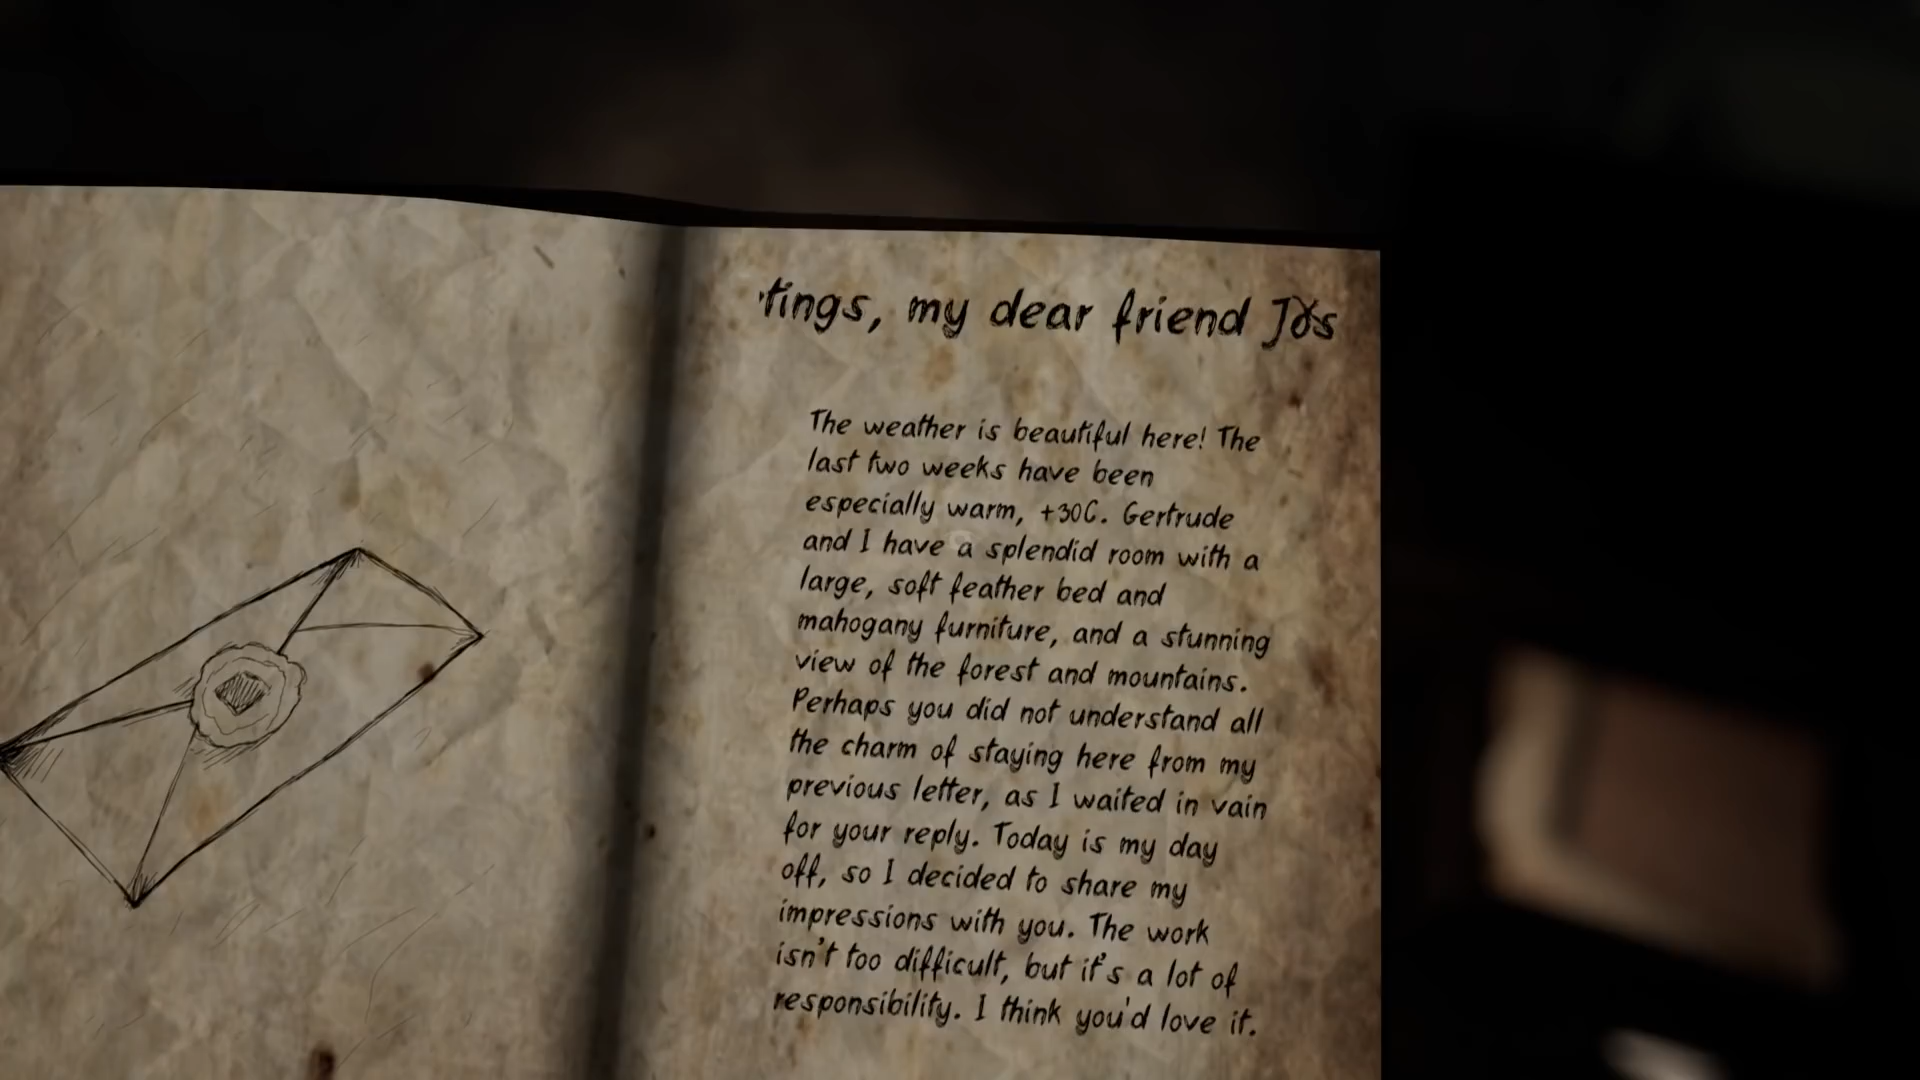 tings, my dear friend Jos
The weather is beautiful here! The
last two weeks have been
especially warm, +30C. Gertrude
and I have a splendid room with a
large, soft feather bed and
mahogany furniture, and a stunning
view of the forest and mountains.
Perhaps you did not understand all
the charm of staying here from my
previous letter, as I waited in vain
for your reply. Today is my day
off, so I decided to share my
impressions with you. The work
isn't too difficult, but it's a lot of
responsibility. I think you'd love it.